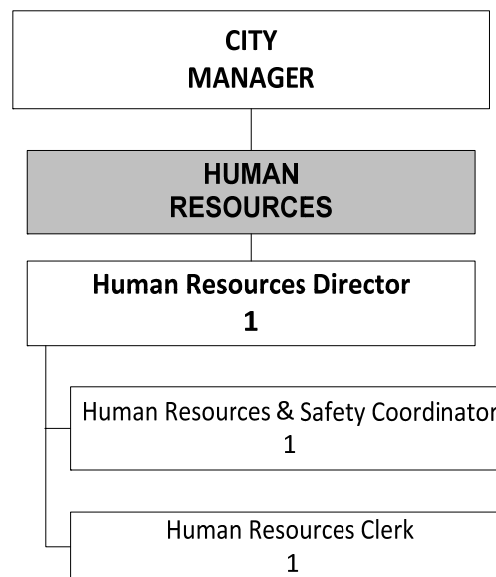 CITY
MANAGER
HUMAN
RESOURCES
Human Resources Director
1
Human Resources & Safety Coordinator
1
Human Resources Clerk
1